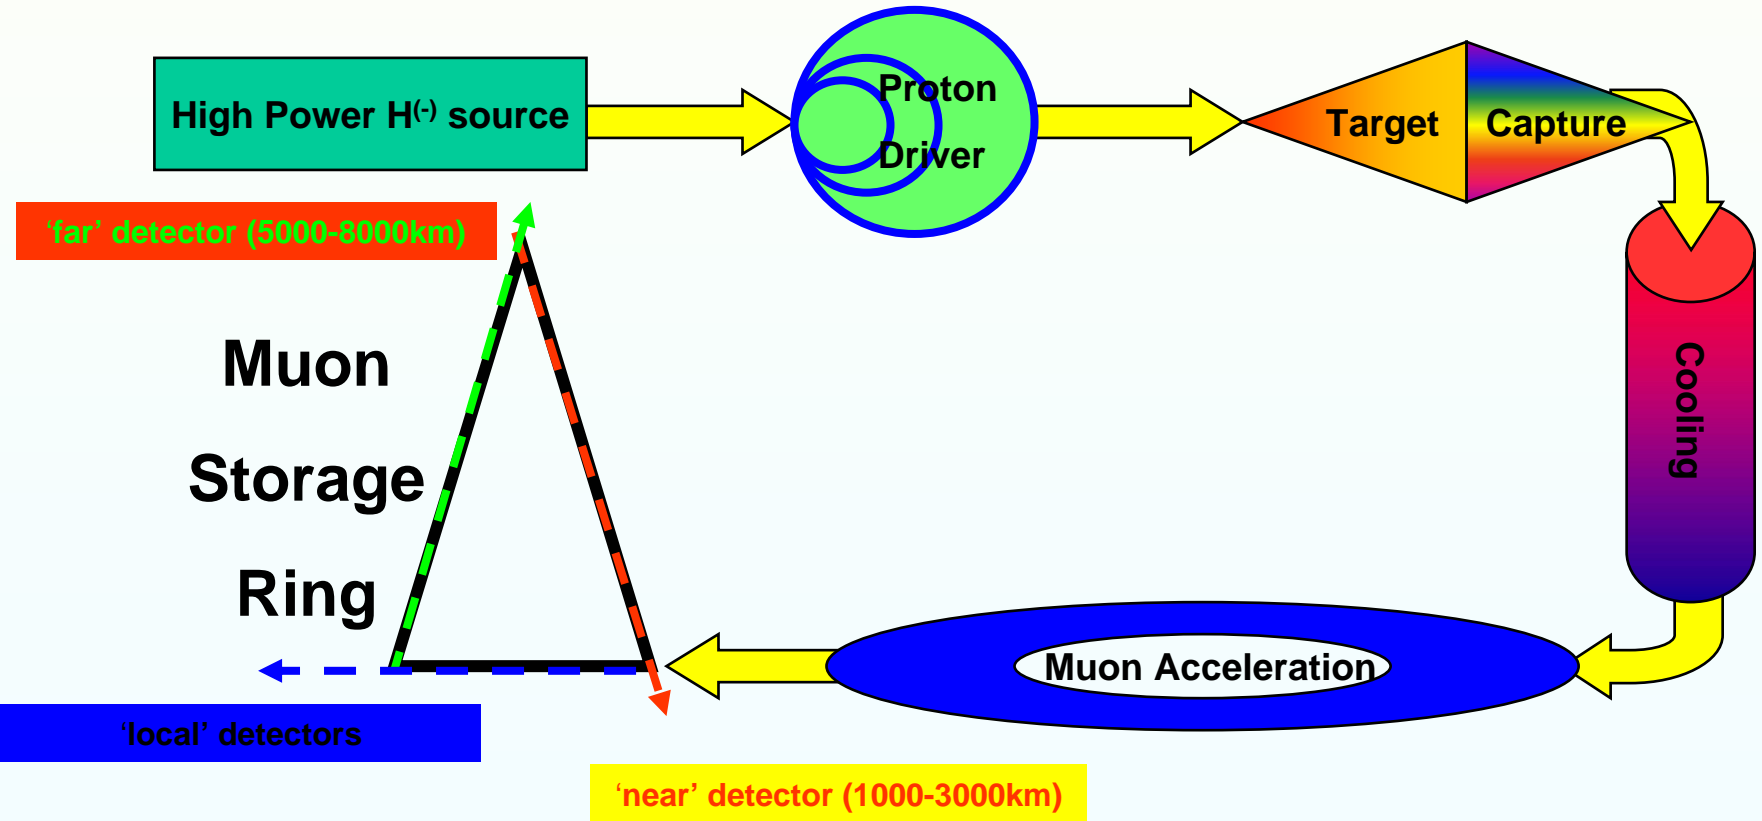 High Power H(-) source
Proton
Driver
Target
Capture
‘far’ detector (5000-8000km)
Muon
Storage
Ring
Cooling
Muon Acceleration
‘local’ detectors
‘near’ detector (1000-3000km)